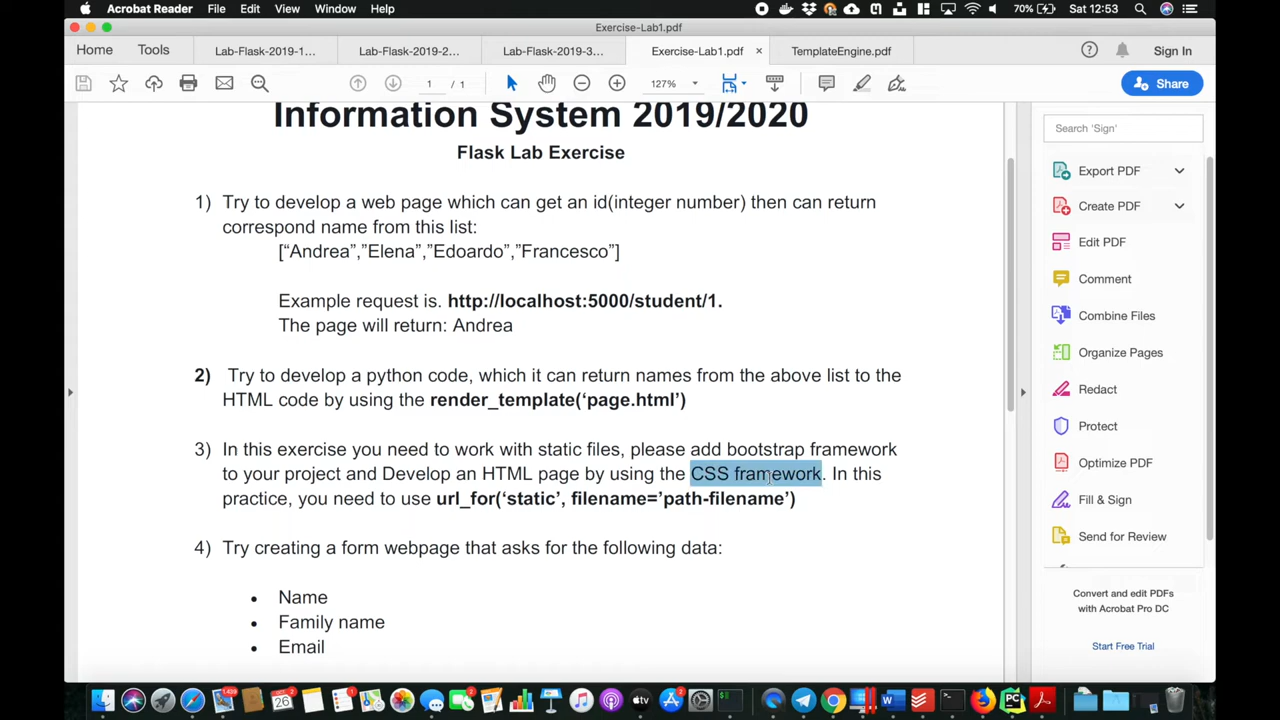 Acrobat Reader File Edit View Window Help 70% Sat 12:53
Exercise-Lab1.pdf
Home Tools Lab-Flask-2019-1... Lab-Flask-2019-2... Lab-Flask-2019-3... Exercise-Lab1.pdf × TemplateEngine.pdf Sign In
1 / 1 127% Share
Information System 2019/2020
Flask Lab Exercise
1) Try to develop a web page which can get an id(integer number) then can return
correspond name from this list:
[“Andrea”,”Elena”,”Edoardo”,”Francesco”]
Example request is. http://localhost:5000/student/1.
The page will return: Andrea
2) Try to develop a python code, which it can return names from the above list to the
HTML code by using the render_template(‘page.html’)
3) In this exercise you need to work with static files, please add bootstrap framework
to your project and Develop an HTML page by using the CSS framework. In this
practice, you need to use url_for(‘static’, filename=’path-filename’)
4) Try creating a form webpage that asks for the following data:
• Name
• Family name
• Email
Search 'Sign'
Export PDF
Create PDF
Edit PDF
Comment
Combine Files
Organize Pages
Redact
Protect
Optimize PDF
Fill & Sign
Send for Review
Convert and edit PDFs
with Acrobat Pro DC
Start Free Trial